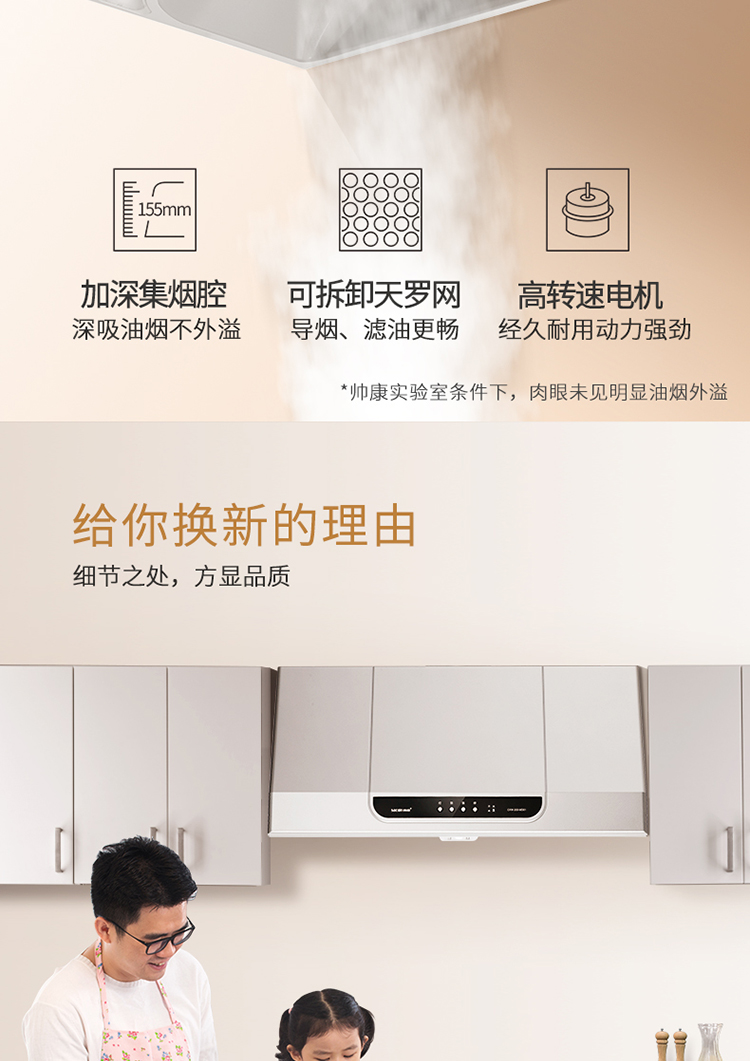 155mm
加深集烟腔
深吸油烟不外溢
可拆卸天罗网
导烟、滤油更畅
高转速电机
经久耐用动力强劲
*帅康实验室条件下，肉眼未见明显油烟外溢
给你换新的理由
细节之处，方显品质